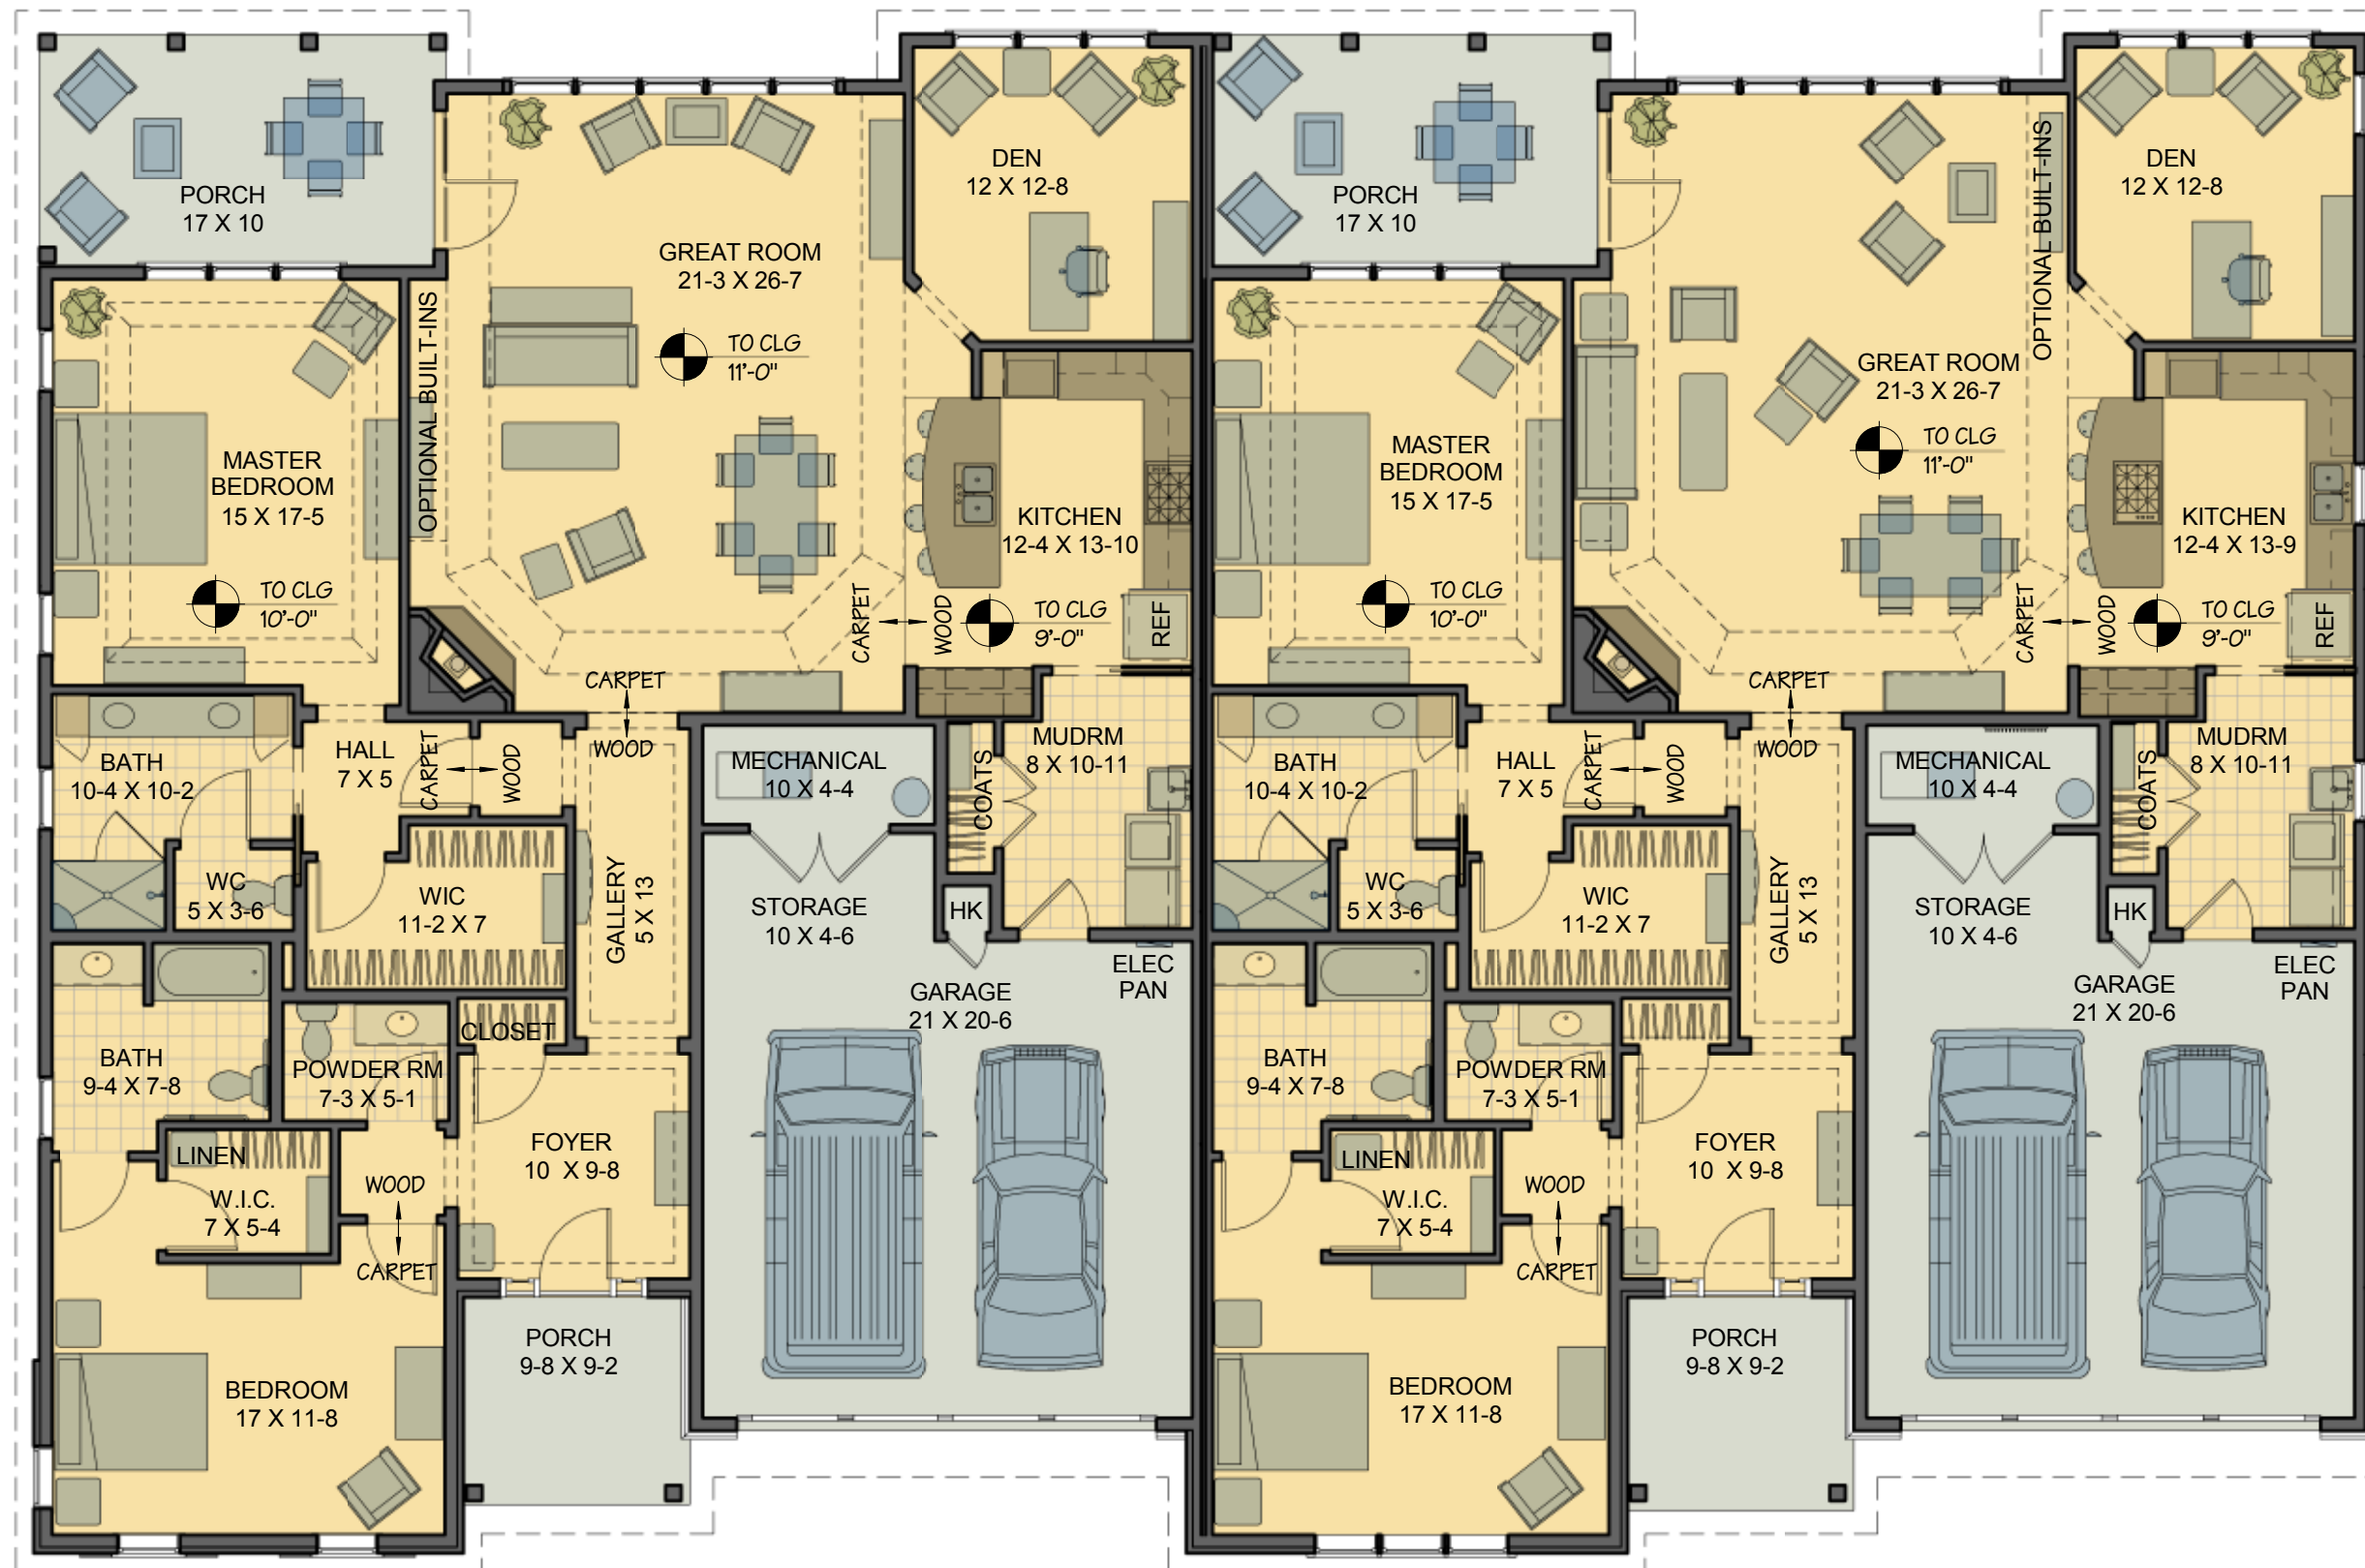 PORCH
17 X 10
GREAT ROOM
21-3 X 26-7
DEN
12 X 12-8
OPTIONAL BUILT-INS
TO CLG
11'-0"
MASTER
BEDROOM
15 X 17-5
TO CLG
10'-0"
KITCHEN
12-4 X 13-10
TO CLG
9'-0"
REF
CARPET
WOOD
CARPET
WOOD
BATH
10-4 X 10-2
HALL
7 X 5
CARPET
WOOD
MECHANICAL
10 X 4-4
COATS
MUDRM
8 X 10-11
WC
5 X 3-6
WIC
11-2 X 7
GALLERY
5 X 13
STORAGE
10 X 4-6
HK
ELEC
PAN
GARAGE
21 X 20-6
CLOSET
BATH
9-4 X 7-8
POWDER RM
7-3 X 5-1
LINEN
W.I.C.
7 X 5-4
WOOD
CARPET
FOYER
10 X 9-8
PORCH
9-8 X 9-2
BEDROOM
17 X 11-8
PORCH
17 X 10
DEN
12 X 12-8
OPTIONAL BUILT-INS
GREAT ROOM
21-3 X 26-7
TO CLG
11'-0"
MASTER
BEDROOM
15 X 17-5
TO CLG
10'-0"
KITCHEN
12-4 X 13-9
TO CLG
9'-0"
REF
CARPET
WOOD
CARPET
WOOD
BATH
10-4 X 10-2
HALL
7 X 5
CARPET
WOOD
MECHANICAL
10 X 4-4
COATS
MUDRM
8 X 10-11
WC
5 X 3-6
WIC
11-2 X 7
GALLERY
5 X 13
STORAGE
10 X 4-6
HK
ELEC
PAN
GARAGE
21 X 20-6
BATH
9-4 X 7-8
POWDER RM
7-3 X 5-1
LINEN
W.I.C.
7 X 5-4
WOOD
CARPET
FOYER
10 X 9-8
PORCH
9-8 X 9-2
BEDROOM
17 X 11-8